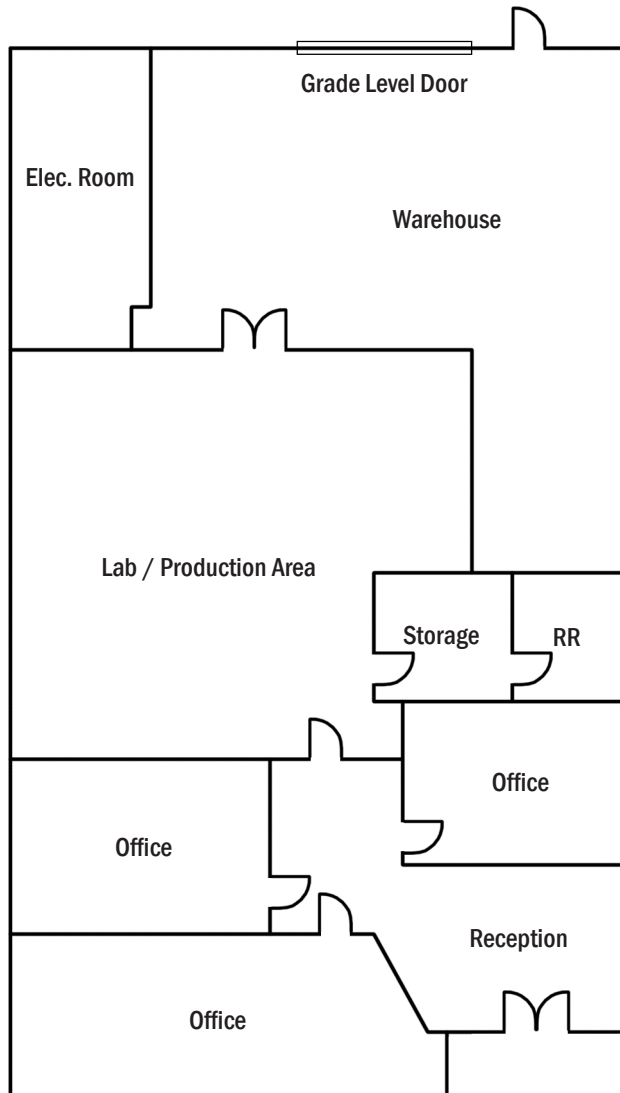 Grade Level Door
Elec. Room
Warehouse
Lab / Production Area
Storage
RR
Office
Office
Reception
Office